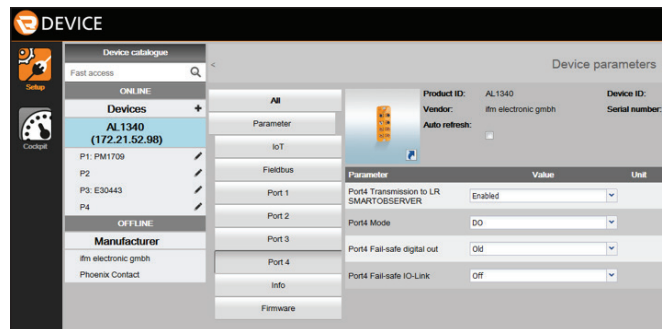 DEVICE
Setup
Cockpit
Device catalogue
Fast access
ONLINE
Devices +
AL1340
(172.21.52.98)
P1: PM1709
P2
P3: E30443
P4
OFFLINE
Manufacturer
ifm electronic gmbh
Phoenix Contact
<
Device parameters
All
Parameter
IoT
Fieldbus
Port 1
Port 2
Port 3
Port 4
Info
Firmware
Product ID: AL1340 Device ID:
Vendor: ifm electronic gmbh Serial number:
Auto refresh:
Parameter Value Unit
Port4 Transmission to LR
SMARTOBSERVER Enabled
Port4 Mode DO
Port4 Fail-safe digital out Old
Port4 Fail-safe IO-Link Off